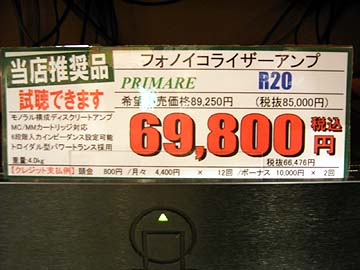 当店推奨品
試聴できます
フォノイコライザーアンプ
PRIMARE R20
希望小売価格89,250円 (税抜85,000円)
モノラル構成ディスクリートアンプ
MC/MMカートリッジ対応
6段階入力インピーダンス設定可能
トロイダル型パワートランス採用
重量:4.0kg
69,800円 税込
税抜66,476円
【クレジット支払例】 頭金 800円 /月々 4,400円 × 12回 /ボーナス 10,000円 × 2回